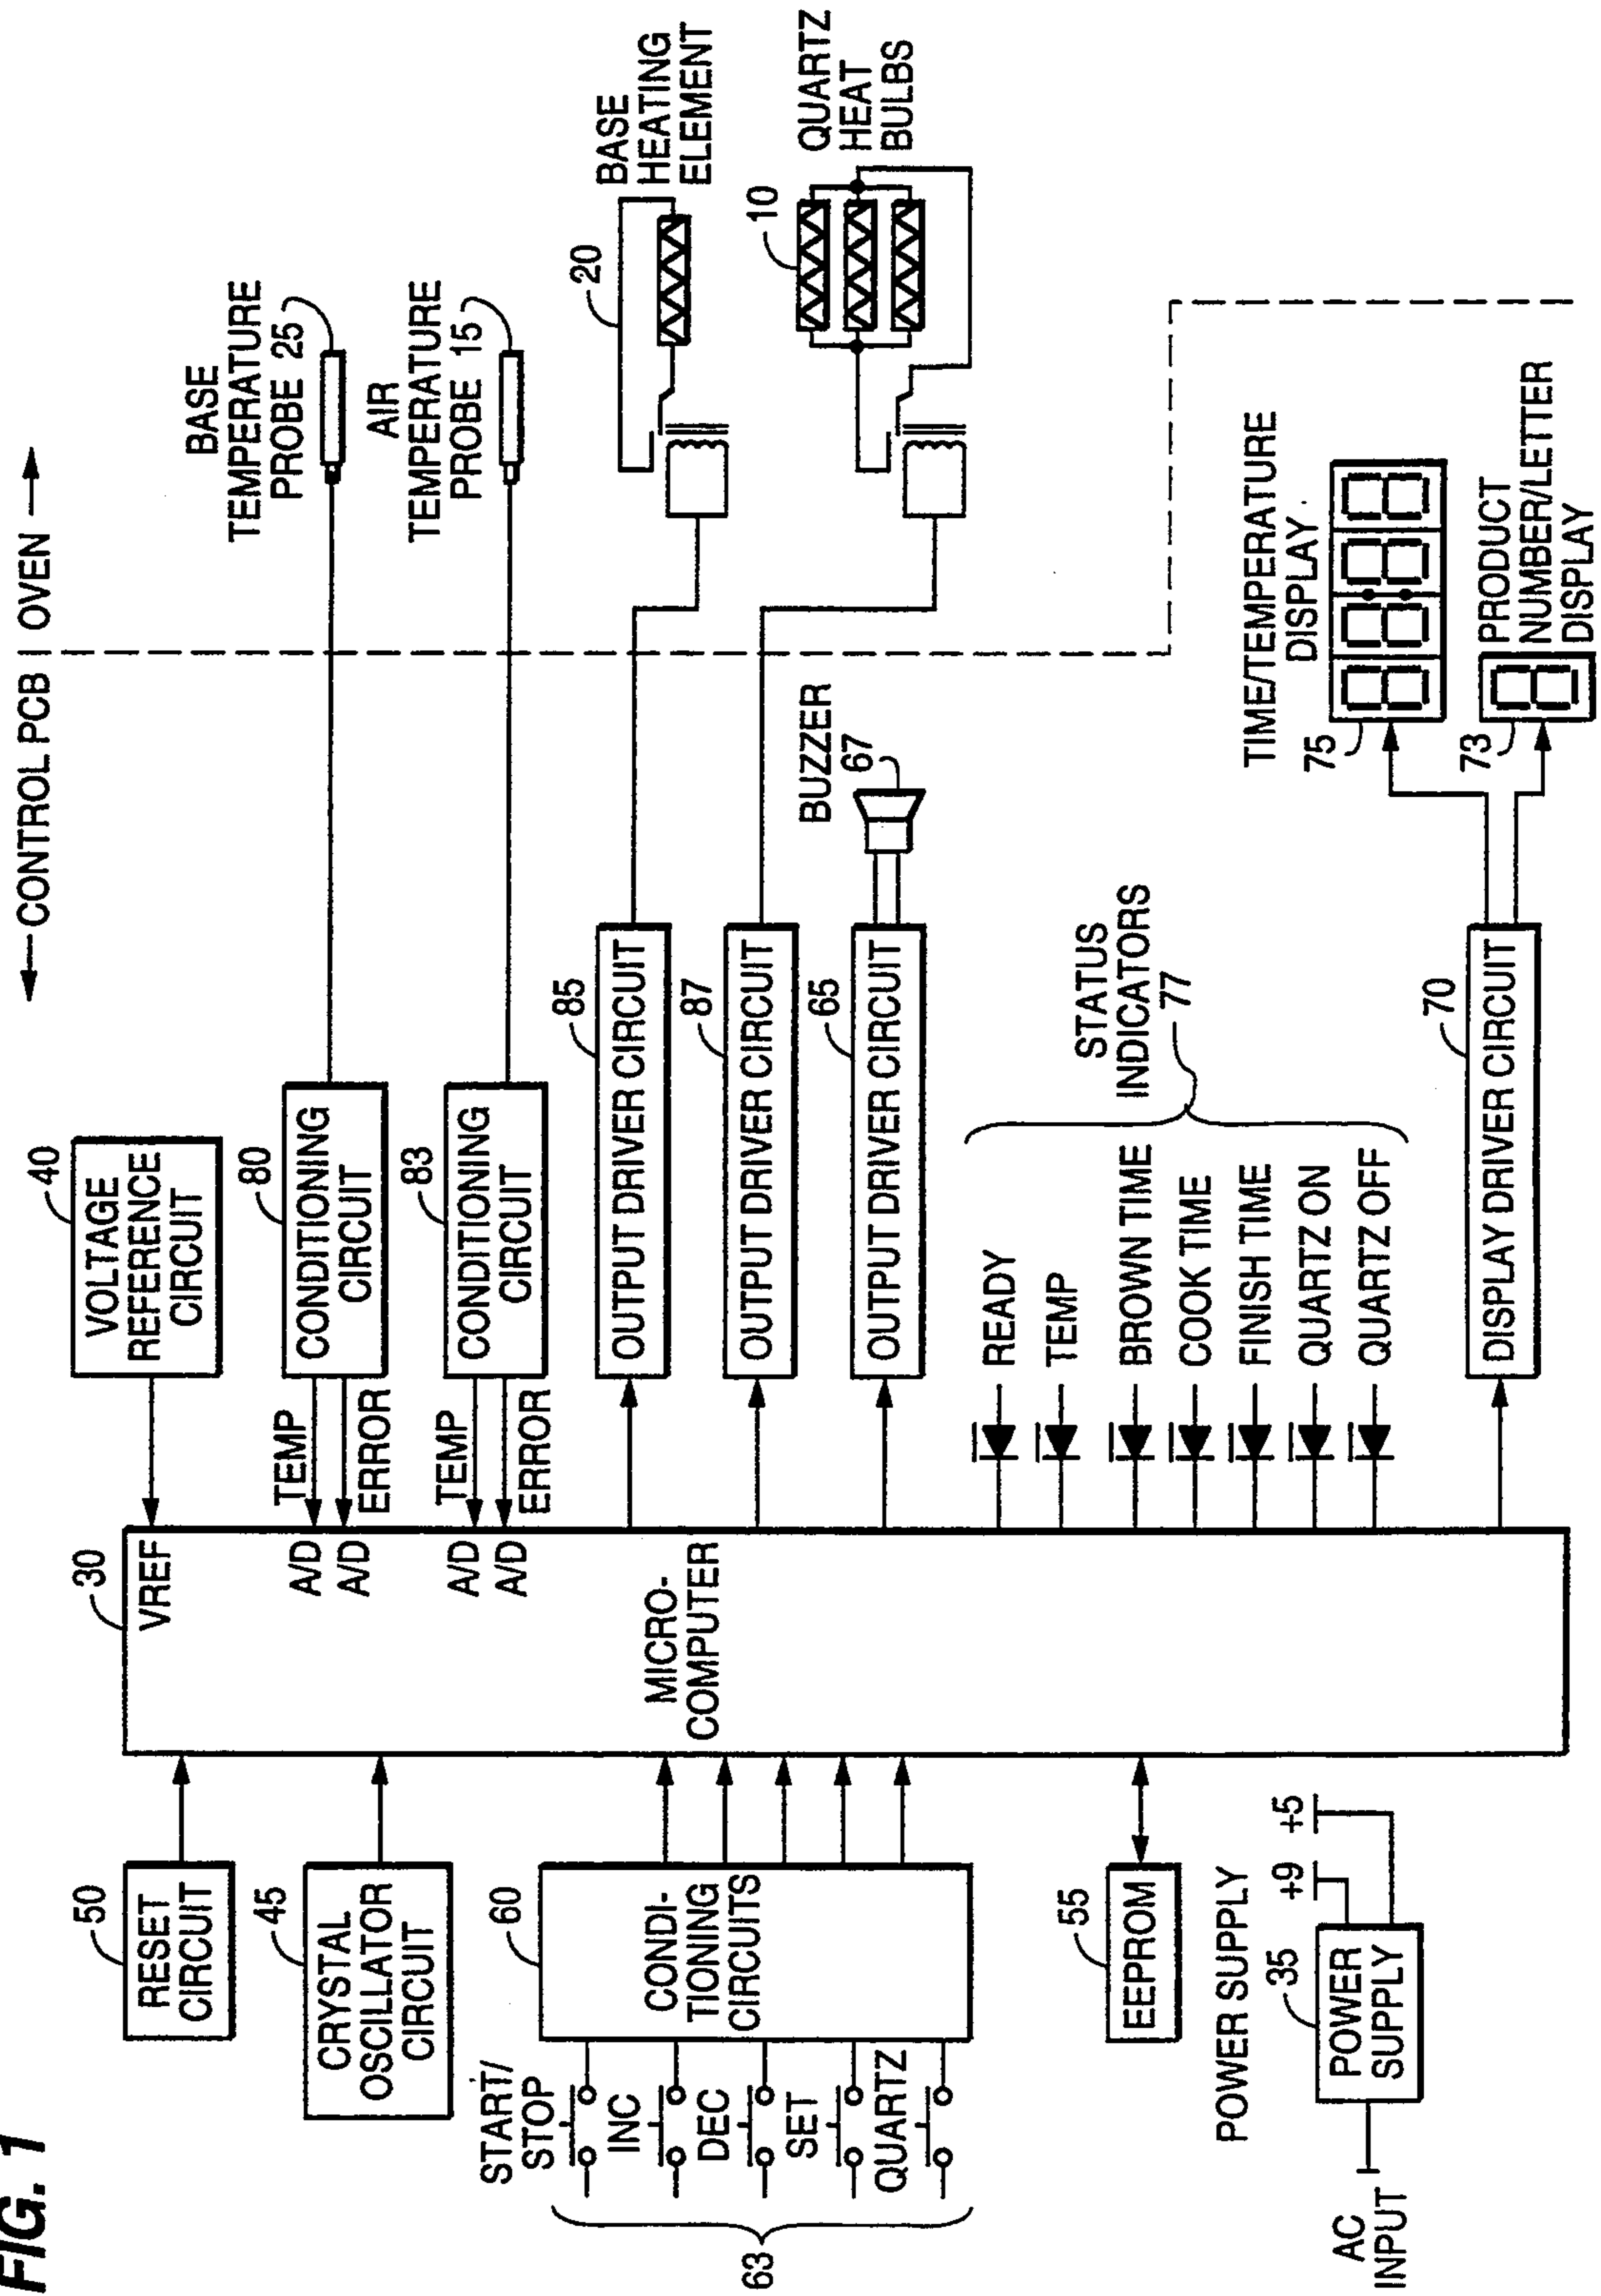 FIG. 1
← CONTROL PCB | OVEN →
50
RESET
CIRCUIT
45
CRYSTAL
OSCILLATOR
CIRCUIT
60
CONDI-
TIONING
CIRCUITS
START/
STOP
INC
DEC
SET
QUARTZ
63
55
EEPROM
POWER SUPPLY
+9
+5
35
POWER
SUPPLY
AC
INPUT
30
VREF
A/D
A/D
A/D
A/D
MICRO-
COMPUTER
40
VOLTAGE
REFERENCE
CIRCUIT
TEMP
ERROR
80
CONDITIONING
CIRCUIT
TEMP
ERROR
83
CONDITIONING
CIRCUIT
85
OUTPUT DRIVER CIRCUIT
87
OUTPUT DRIVER CIRCUIT
65
OUTPUT DRIVER CIRCUIT
BUZZER
67
READY
TEMP
BROWN TIME
COOK TIME
FINISH TIME
QUARTZ ON
QUARTZ OFF
STATUS
INDICATORS
77
70
DISPLAY DRIVER CIRCUIT
BASE
TEMPERATURE
PROBE 25
AIR
TEMPERATURE
PROBE 15
20
BASE
HEATING
ELEMENT
10
QUARTZ
HEAT
BULBS
TIME/TEMPERATURE
DISPLAY
75
88:88
73
8
PRODUCT
NUMBER/LETTER
DISPLAY